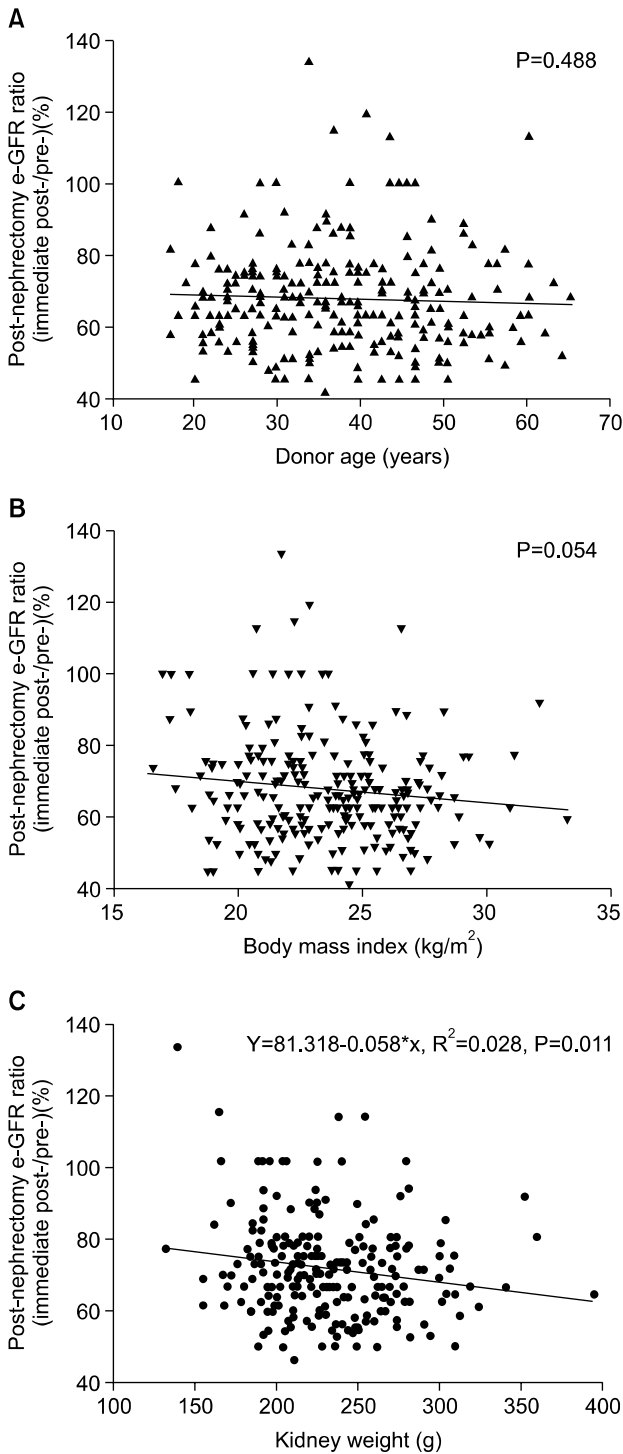 A
P=0.488
Post-nephrectomy e-GFR ratio
(immediate post-/pre-)(%)
140
120
100
80
60
40
10 20 30 40 50 60 70
Donor age (years)
B
P=0.054
Post-nephrectomy e-GFR ratio
(immediate post-/pre-)(%)
140
120
100
80
60
40
15 20 25 30 35
Body mass index (kg/m²)
C
Y=81.318-0.058*x, R²=0.028, P=0.011
Post-nephrectomy e-GFR ratio
(immediate post-/pre-)(%)
140
120
100
80
60
40
100 150 200 250 300 350 400
Kidney weight (g)